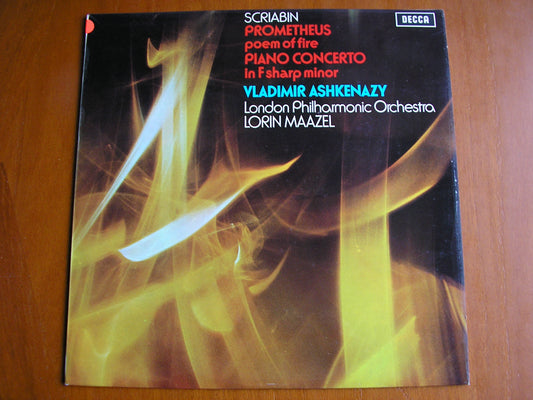 SCRIABIN
DECCA
PROMETHEUS
poem of fire
PIANO CONCERTO
in F sharp minor
VLADIMIR ASHKENAZY
London Philharmonic Orchestra
LORIN MAAZEL